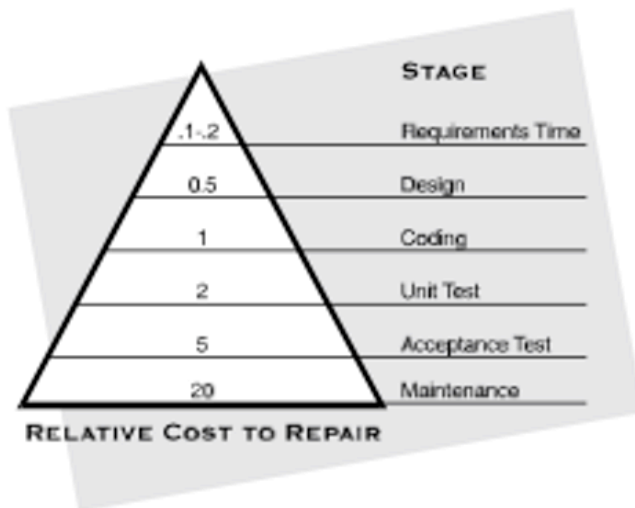 STAGE
.1-.2 Requirements Time
0.5 Design
1 Coding
2 Unit Test
5 Acceptance Test
20 Maintenance
RELATIVE COST TO REPAIR